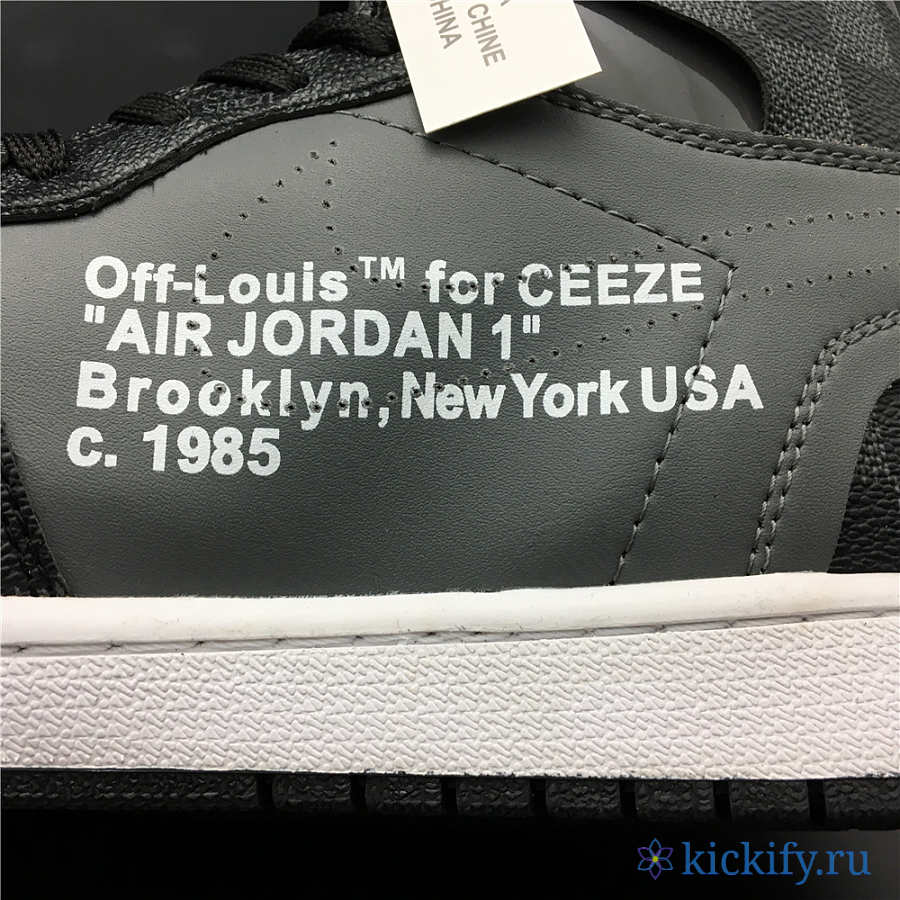 CHINE
CHINA
Off-Louis™ for CEEZE
"AIR JORDAN 1"
Brooklyn, New York USA
c. 1985
kickify.ru